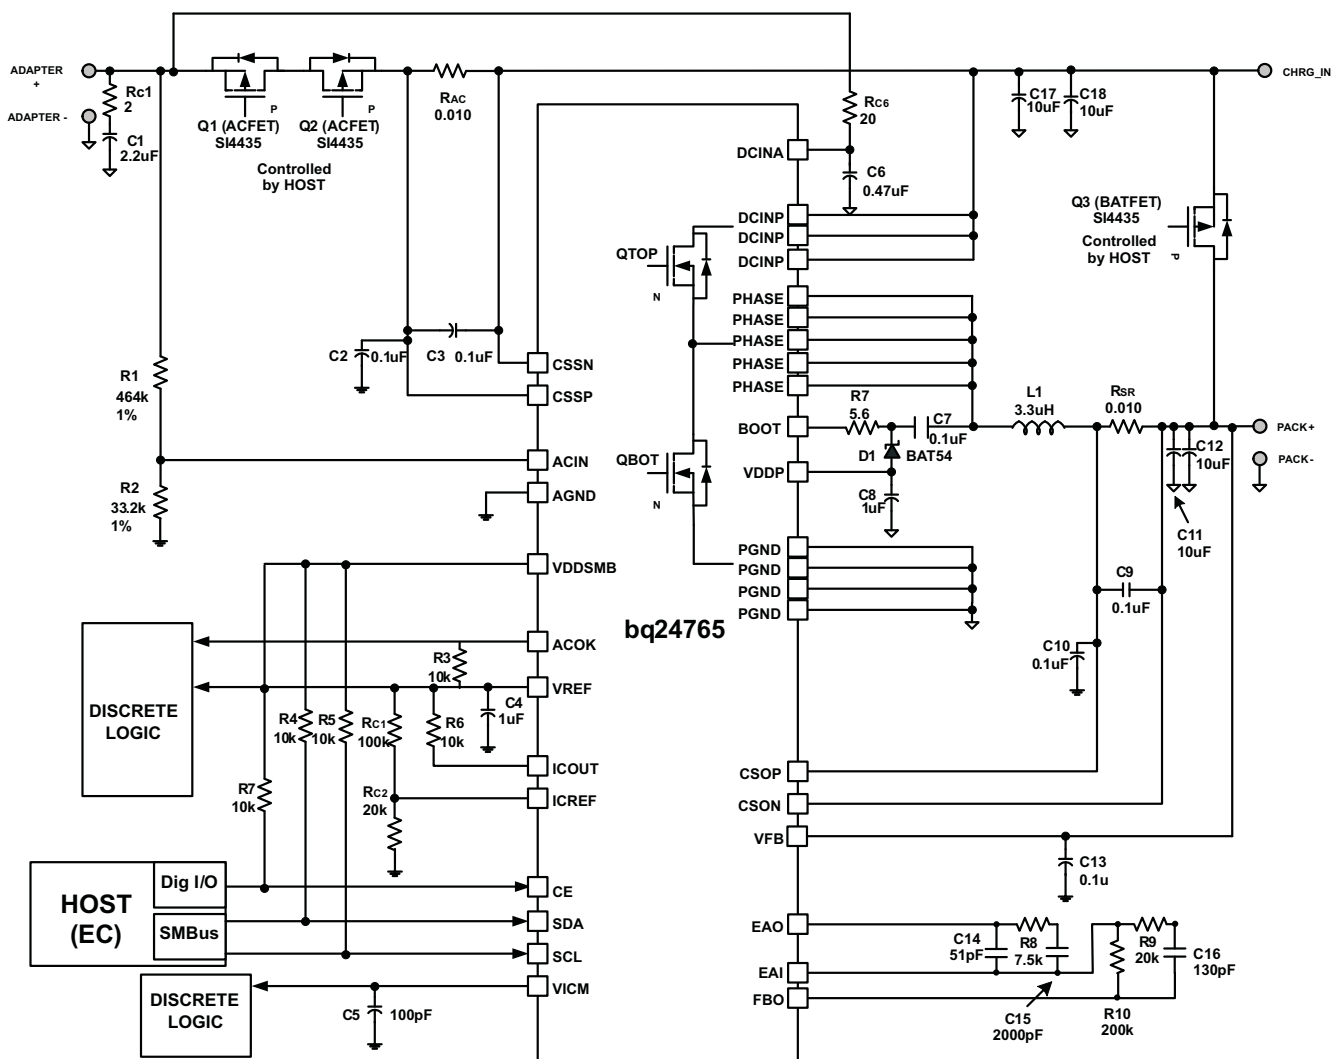 ADAPTER
+
ADAPTER -
Rc1
2
C1
2.2uF
Q1 (ACFET)
SI4435
P
Q2 (ACFET)
SI4435
P
Controlled
by HOST
RAC
0.010
RC6
20
C6
0.47uF
C17
10uF
C18
10uF
CHRG_IN
Q3 (BATFET)
SI4435
Controlled
by HOST
P
DCINA
DCINP
DCINP
DCINP
QTOP
N
PHASE
PHASE
PHASE
PHASE
PHASE
C2
0.1uF
C3
0.1uF
CSSN
CSSP
R1
464k
1%
R2
33.2k
1%
ACIN
AGND
QBOT
N
BOOT
VDDP
R7
5.6
C7
0.1uF
D1
BAT54
C8
1uF
L1
3.3uH
RSR
0.010
C12
10uF
C11
10uF
PACK+
PACK-
PGND
PGND
PGND
PGND
C9
0.1uF
C10
0.1uF
VDDSMB
bq24765
DISCRETE
LOGIC
ACOK
R3
10k
VREF
C4
1uF
R4
10k
R5
10k
RC1
100k
R6
10k
ICOUT
R7
10k
RC2
20k
ICREF
CSOP
CSON
VFB
C13
0.1u
HOST
(EC)
Dig I/O
SMBus
CE
SDA
SCL
DISCRETE
LOGIC
VICM
C5
100pF
EAO
EAI
FBO
C14
51pF
R8
7.5k
C15
2000pF
R9
20k
C16
130pF
R10
200k